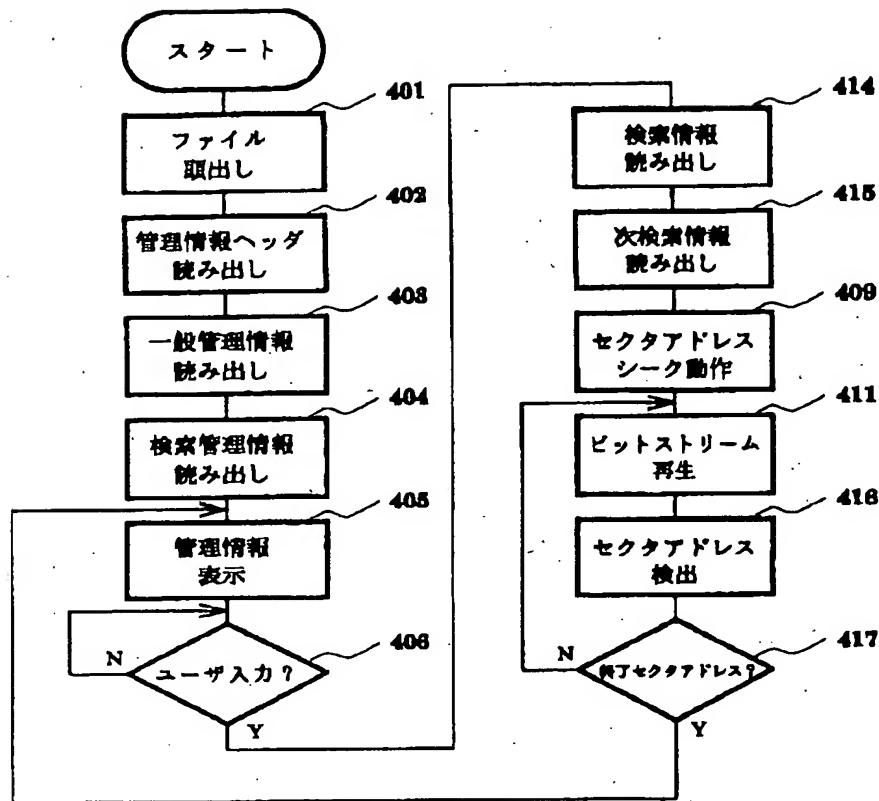 スタート
401
ファイル
取出し
402
管理情報ヘッダ
読み出し
403
一般管理情報
読み出し
404
検索管理情報
読み出し
405
管理情報
表示
406
ユーザ入力?
N
Y
414
検索情報
読み出し
415
次検索情報
読み出し
409
セクタアドレス
シーク動作
411
ビットストリーム
再生
416
セクタアドレス
検出
417
終了セクタアドレス?
N
Y